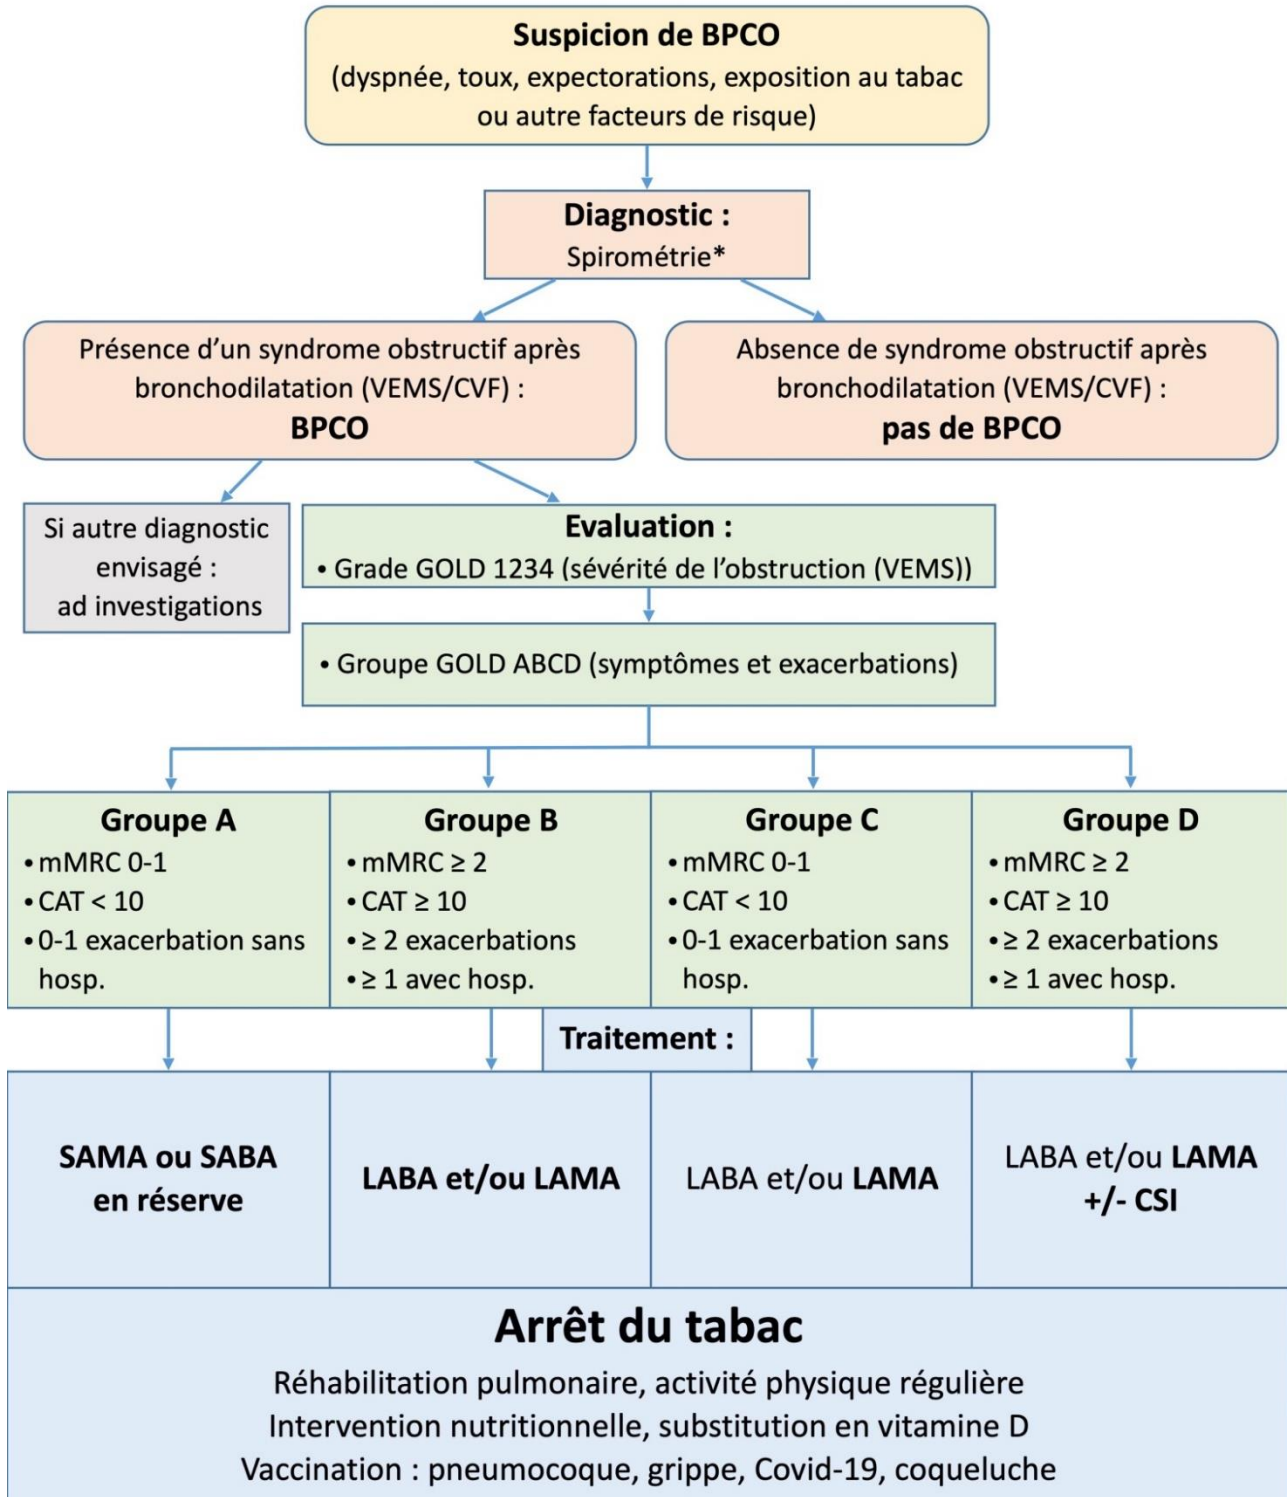 Suspicion de BPCO
(dyspnée, toux, expectorations, exposition au tabac
ou autre facteurs de risque)
Diagnostic :
Spirométrie*
Présence d'un syndrome obstructif après
bronchodilatation (VEMS/CVF) :
BPCO
Absence de syndrome obstructif après
bronchodilatation (VEMS/CVF) :
pas de BPCO
Si autre diagnostic
envisagé :
ad investigations
Evaluation :
• Grade GOLD 1234 (sévérité de l'obstruction (VEMS))
• Groupe GOLD ABCD (symptômes et exacerbations)
Groupe A
• mMRC 0-1
• CAT < 10
• 0-1 exacerbation sans
hosp.
Groupe B
• mMRC ≥ 2
• CAT ≥ 10
• ≥ 2 exacerbations
• ≥ 1 avec hosp.
Groupe C
• mMRC 0-1
• CAT < 10
• 0-1 exacerbation sans
hosp.
Groupe D
• mMRC ≥ 2
• CAT ≥ 10
• ≥ 2 exacerbations
• ≥ 1 avec hosp.
Traitement :
SAMA ou SABA
en réserve
LABA et/ou LAMA
LABA et/ou LAMA
LABA et/ou LAMA
+/- CSI
Arrêt du tabac
Réhabilitation pulmonaire, activité physique régulière
Intervention nutritionnelle, substitution en vitamine D
Vaccination : pneumocoque, grippe, Covid-19, coqueluche